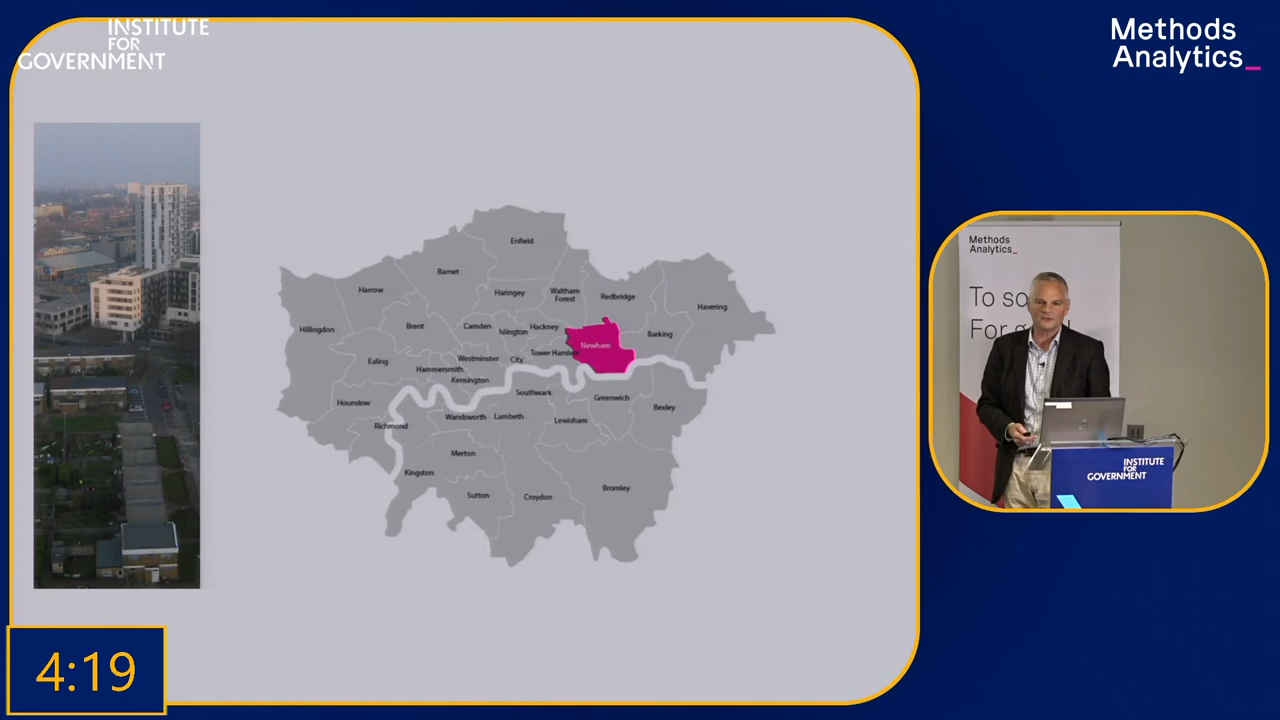 INSTITUTE
FOR
GOVERNMENT
Methods
Analytics_
Enfield
Barnet
Harrow
Haringey
Waltham
Forest
Redbridge
Havering
Hillingdon
Brent
Camden
Islington
Hackney
Barking
Newham
Ealing
Westminster
City
Tower Hamlets
Hammersmith
Kensington
Southwark
Greenwich
Hounslow
Bexley
Richmond
Wandsworth
Lambeth
Lewisham
Merton
Kingston
Sutton
Croydon
Bromley
4:19
Methods
Analytics_
To so
For g
INSTITUTE
FOR
GOVERNMENT